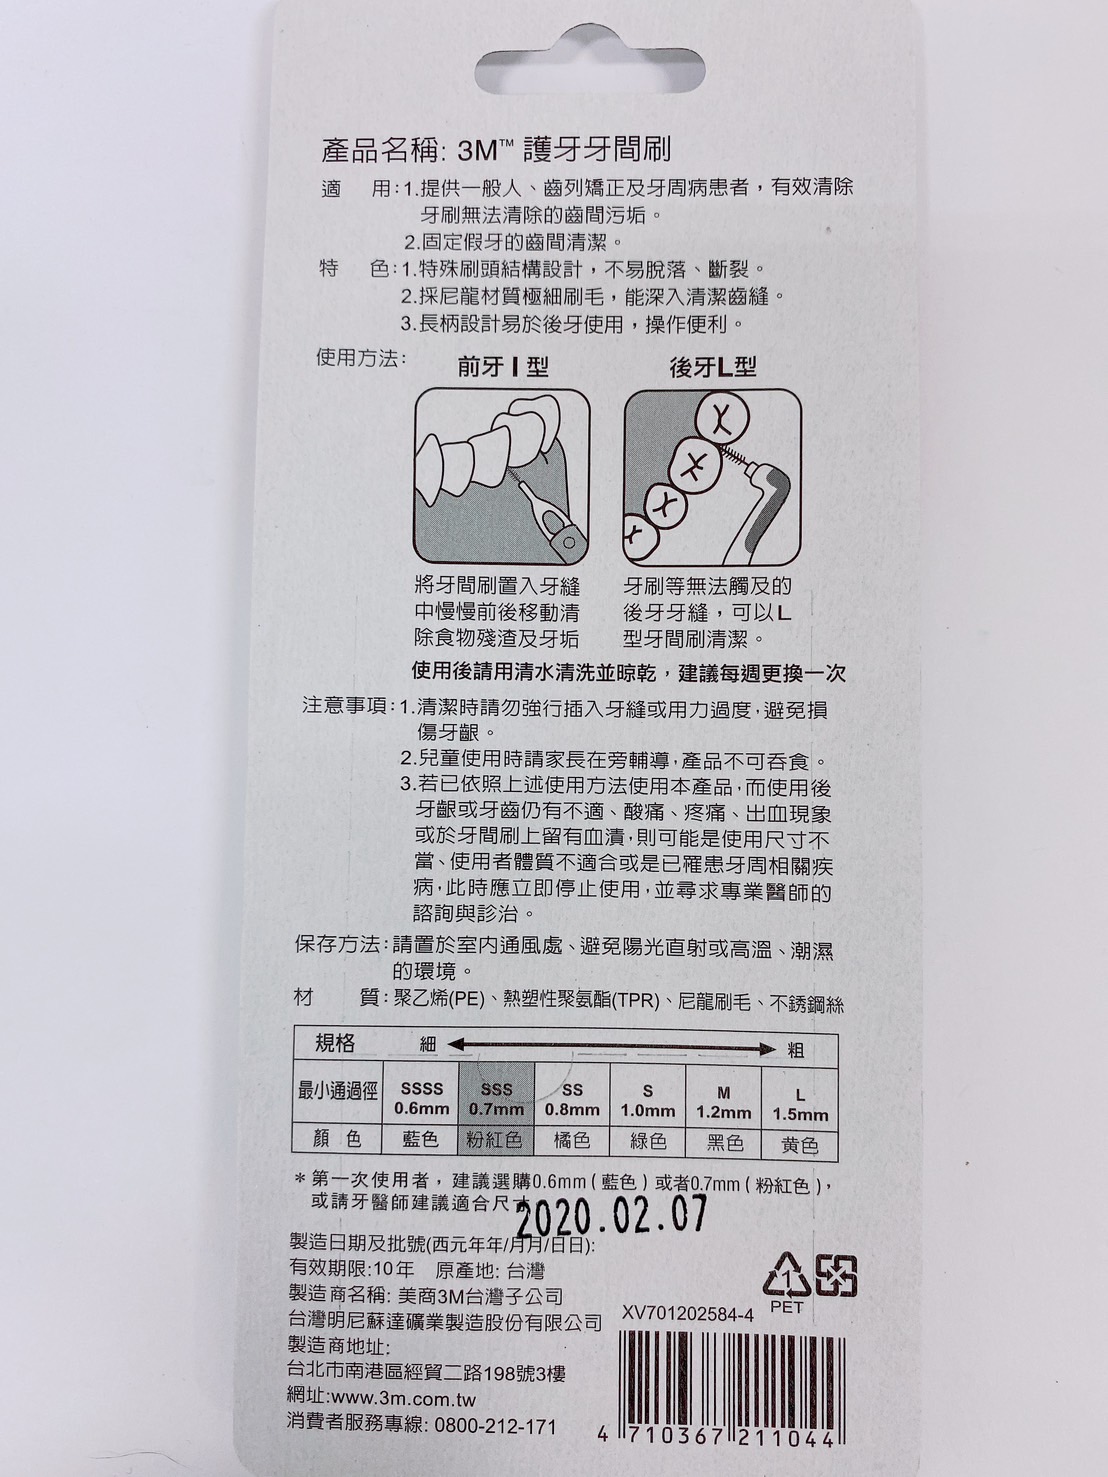 產品名稱: 3M™ 護牙牙間刷
適 用:1.提供一般人、齒列矯正及牙周病患者，有效清除
牙刷無法清除的齒間污垢。
2.固定假牙的齒間清潔。
特 色:1.特殊刷頭結構設計，不易脫落、斷裂。
2.採尼龍材質極細刷毛，能深入清潔齒縫。
3.長柄設計易於後牙使用，操作便利。
使用方法:
前牙 I 型
後牙L型
將牙間刷置入牙縫
中慢慢前後移動清
除食物殘渣及牙垢
牙刷等無法觸及的
後牙牙縫，可以L
型牙間刷清潔。
使用後請用清水清洗並晾乾，建議每週更換一次
注意事項:1.清潔時請勿強行插入牙縫或用力過度，避免損
傷牙齦。
2.兒童使用時請家長在旁輔導，產品不可吞食。
3.若已依照上述使用方法使用本產品，而使用後
牙齦或牙齒仍有不適、酸痛、疼痛、出血現象
或於牙間刷上留有血漬，則可能是使用尺寸不
當、使用者體質不適合或是已罹患牙周相關疾
病，此時應立即停止使用，並尋求專業醫師的
諮詢與診治。
保存方法:請置於室內通風處、避免陽光直射或高溫、潮濕
的環境。
材 質:聚乙烯(PE)、熱塑性聚氨酯(TPR)、尼龍刷毛、不銹鋼絲
規格 細 粗
最小通過徑 SSSS SSS SS S M L
0.6mm 0.7mm 0.8mm 1.0mm 1.2mm 1.5mm
顏 色 藍色 粉紅色 橘色 綠色 黑色 黃色
*第一次使用者，建議選購0.6mm(藍色)或者0.7mm(粉紅色)，
或請牙醫師建議適合尺寸
2020.02.07
製造日期及批號(西元年年/月月/日日):
有效期限:10年 原產地: 台灣
製造商名稱: 美商3M台灣子公司
台灣明尼蘇達礦業製造股份有限公司
製造商地址:
台北市南港區經貿二路198號3樓
網址:www.3m.com.tw
消費者服務專線: 0800-212-171
1
PET
XV701202584-4
4 710367 211044